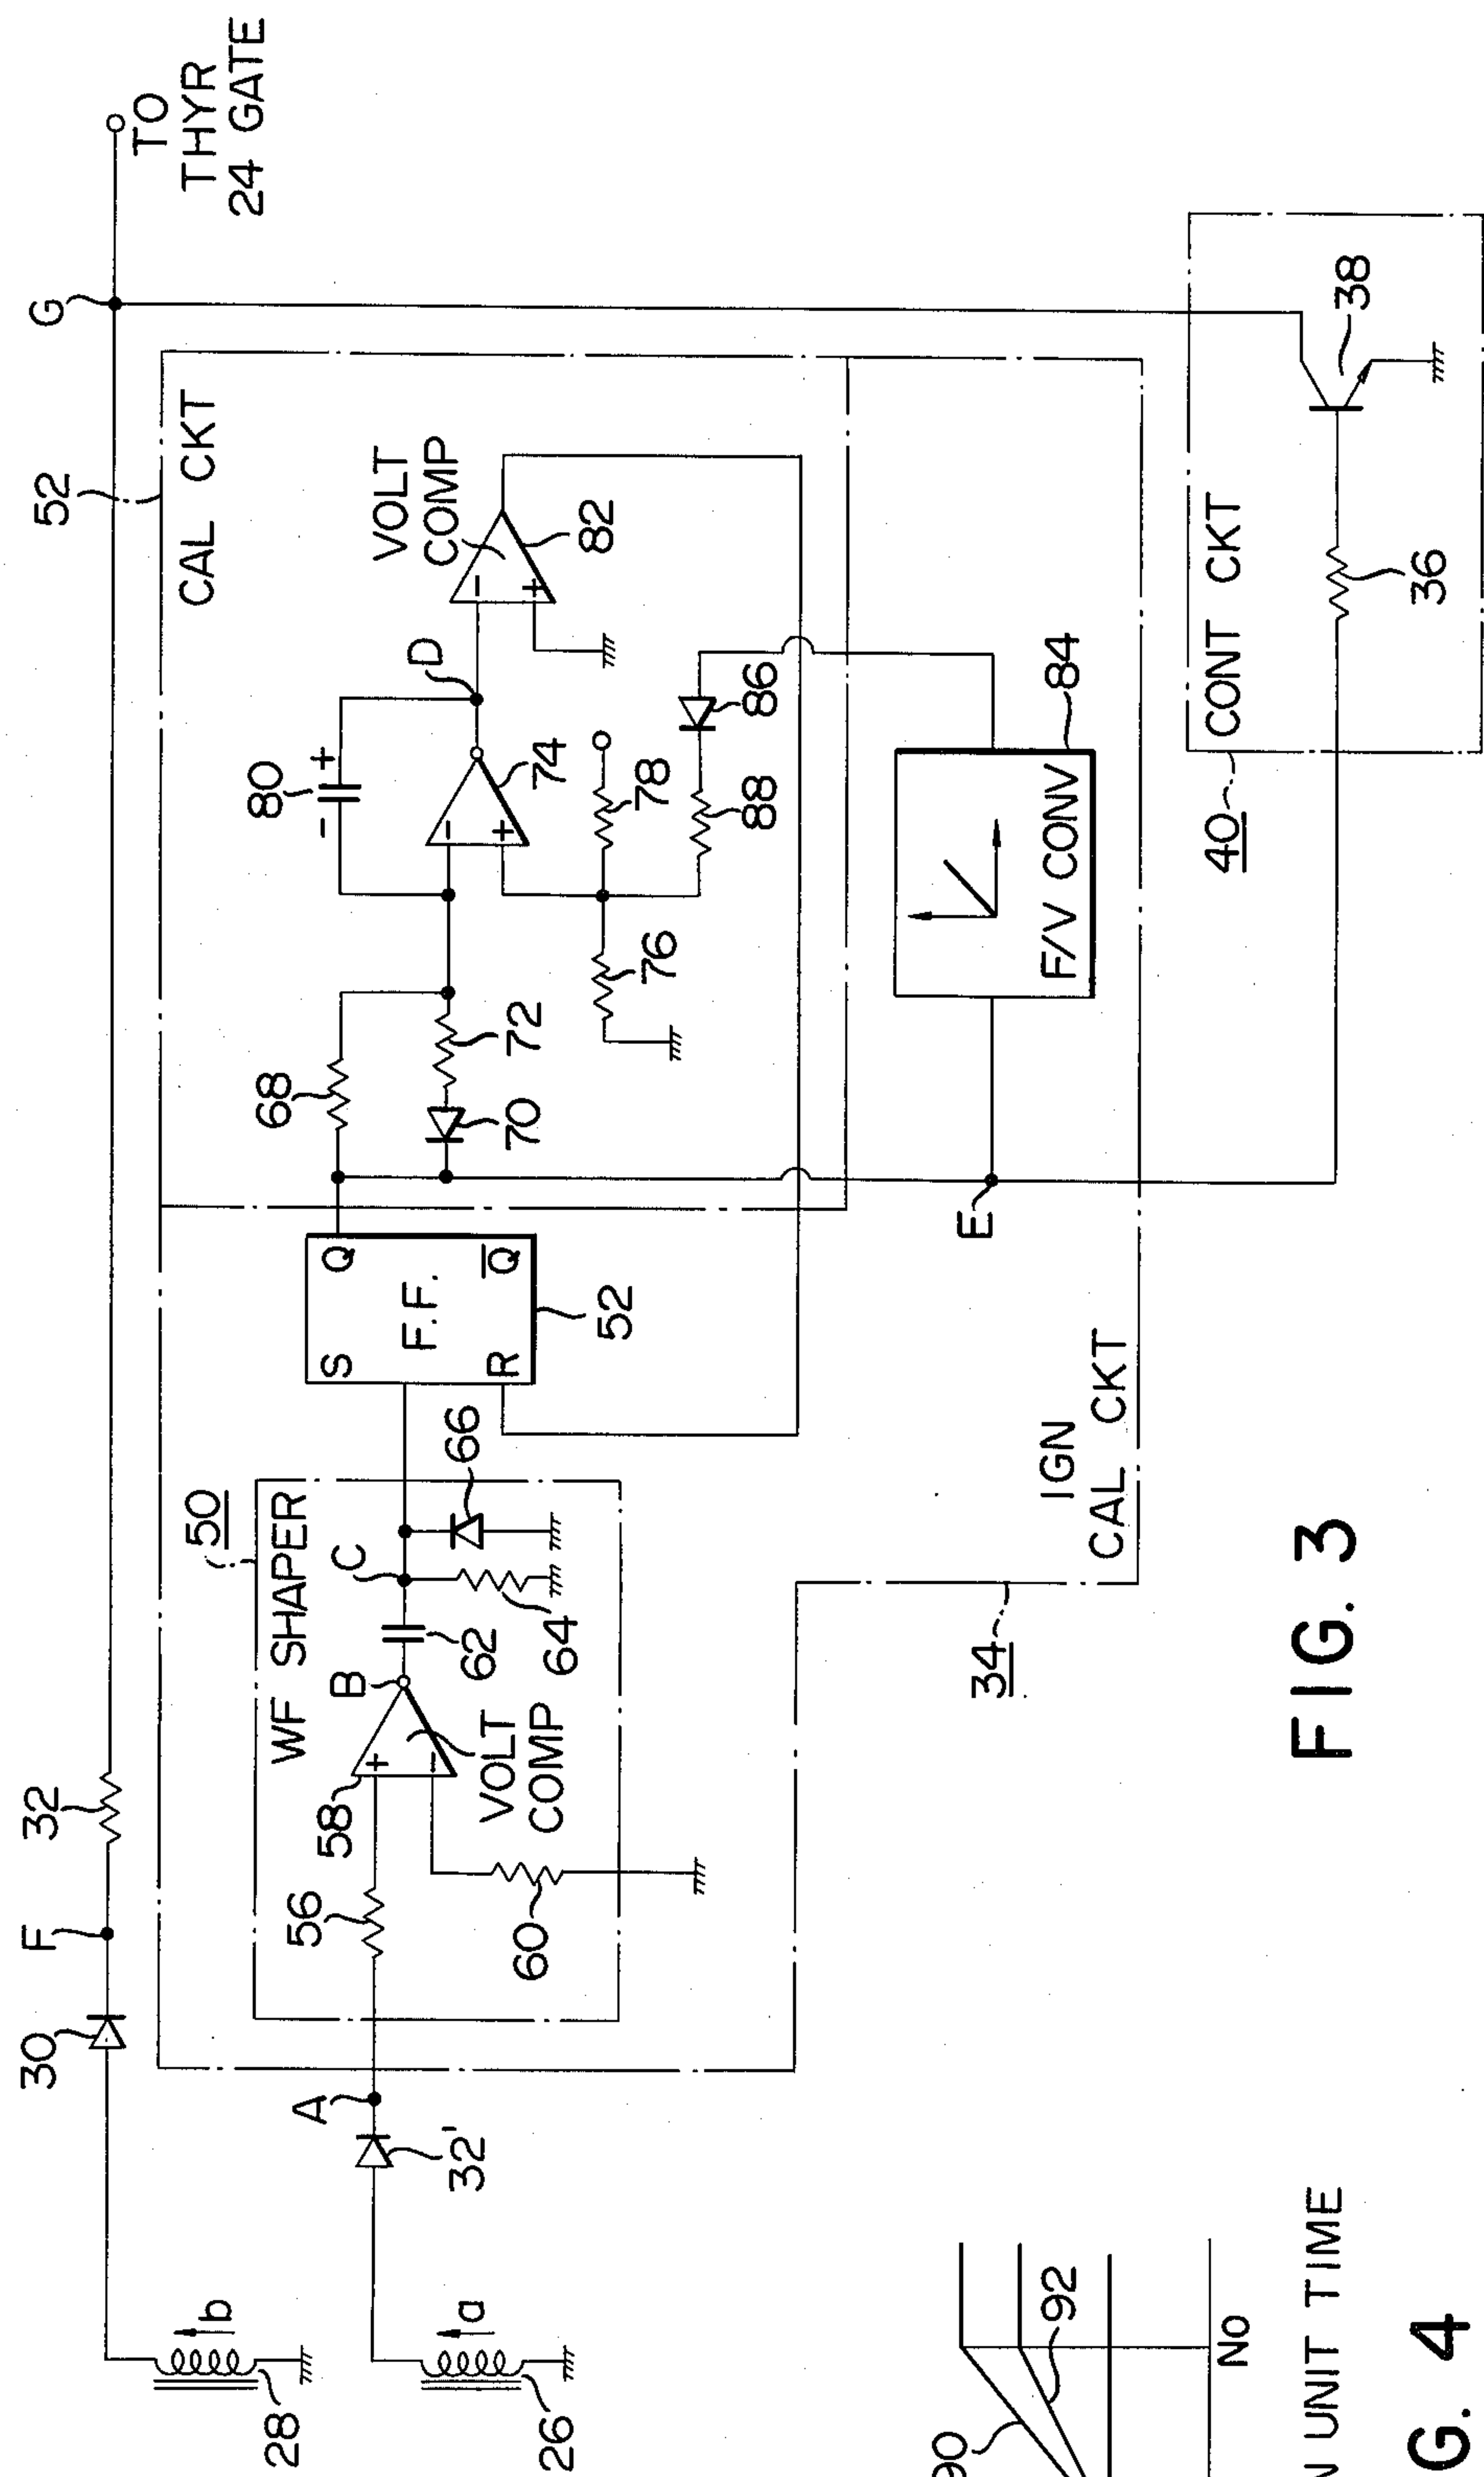 28
b
30
F
32
G
TO
THYR
24 GATE
26
a
32'
A
50
WF SHAPER
56
58
+
−
60
VOLT
COMP
B
62
C
64
66
S
Q
F.F.
R
Q
52
52
CAL CKT
68
70
72
80
−
+
−
+
74
D
76
78
VOLT
COMP
−
+
82
86
88
84
F/V CONV
E
IGN
CAL CKT
34
CONT CKT
40
36
38
FIG. 3
90
92
N0
UNIT TIME
G. 4